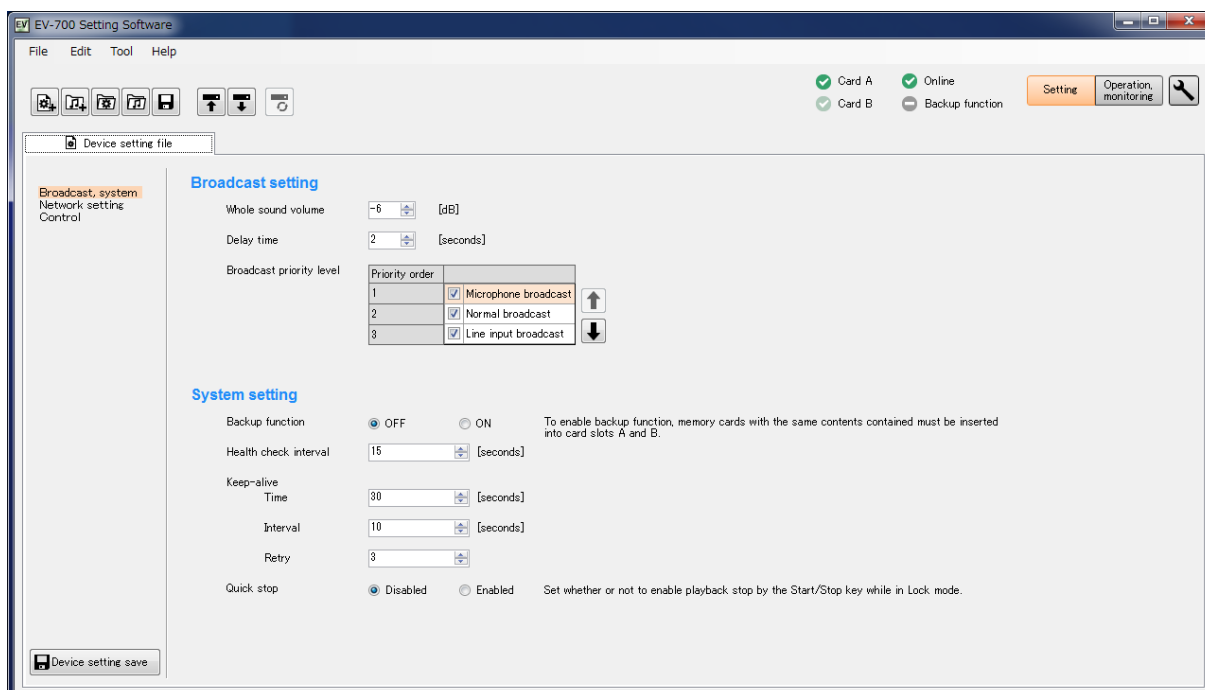 EV EV-700 Setting Software
File Edit Tool Help
Card A Online
Card B Backup function
Setting
Operation,
monitoring
Device setting file
Broadcast, system
Network setting
Control
Broadcast setting
Whole sound volume -6 [dB]
Delay time 2 [seconds]
Broadcast priority level
Priority order
1 Microphone broadcast
2 Normal broadcast
3 Line input broadcast
System setting
Backup function OFF ON To enable backup function, memory cards with the same contents contained must be inserted
into card slots A and B.
Health check interval 15 [seconds]
Keep-alive
Time 30 [seconds]
Interval 10 [seconds]
Retry 3
Quick stop Disabled Enabled Set whether or not to enable playback stop by the Start/Stop key while in Lock mode.
Device setting save